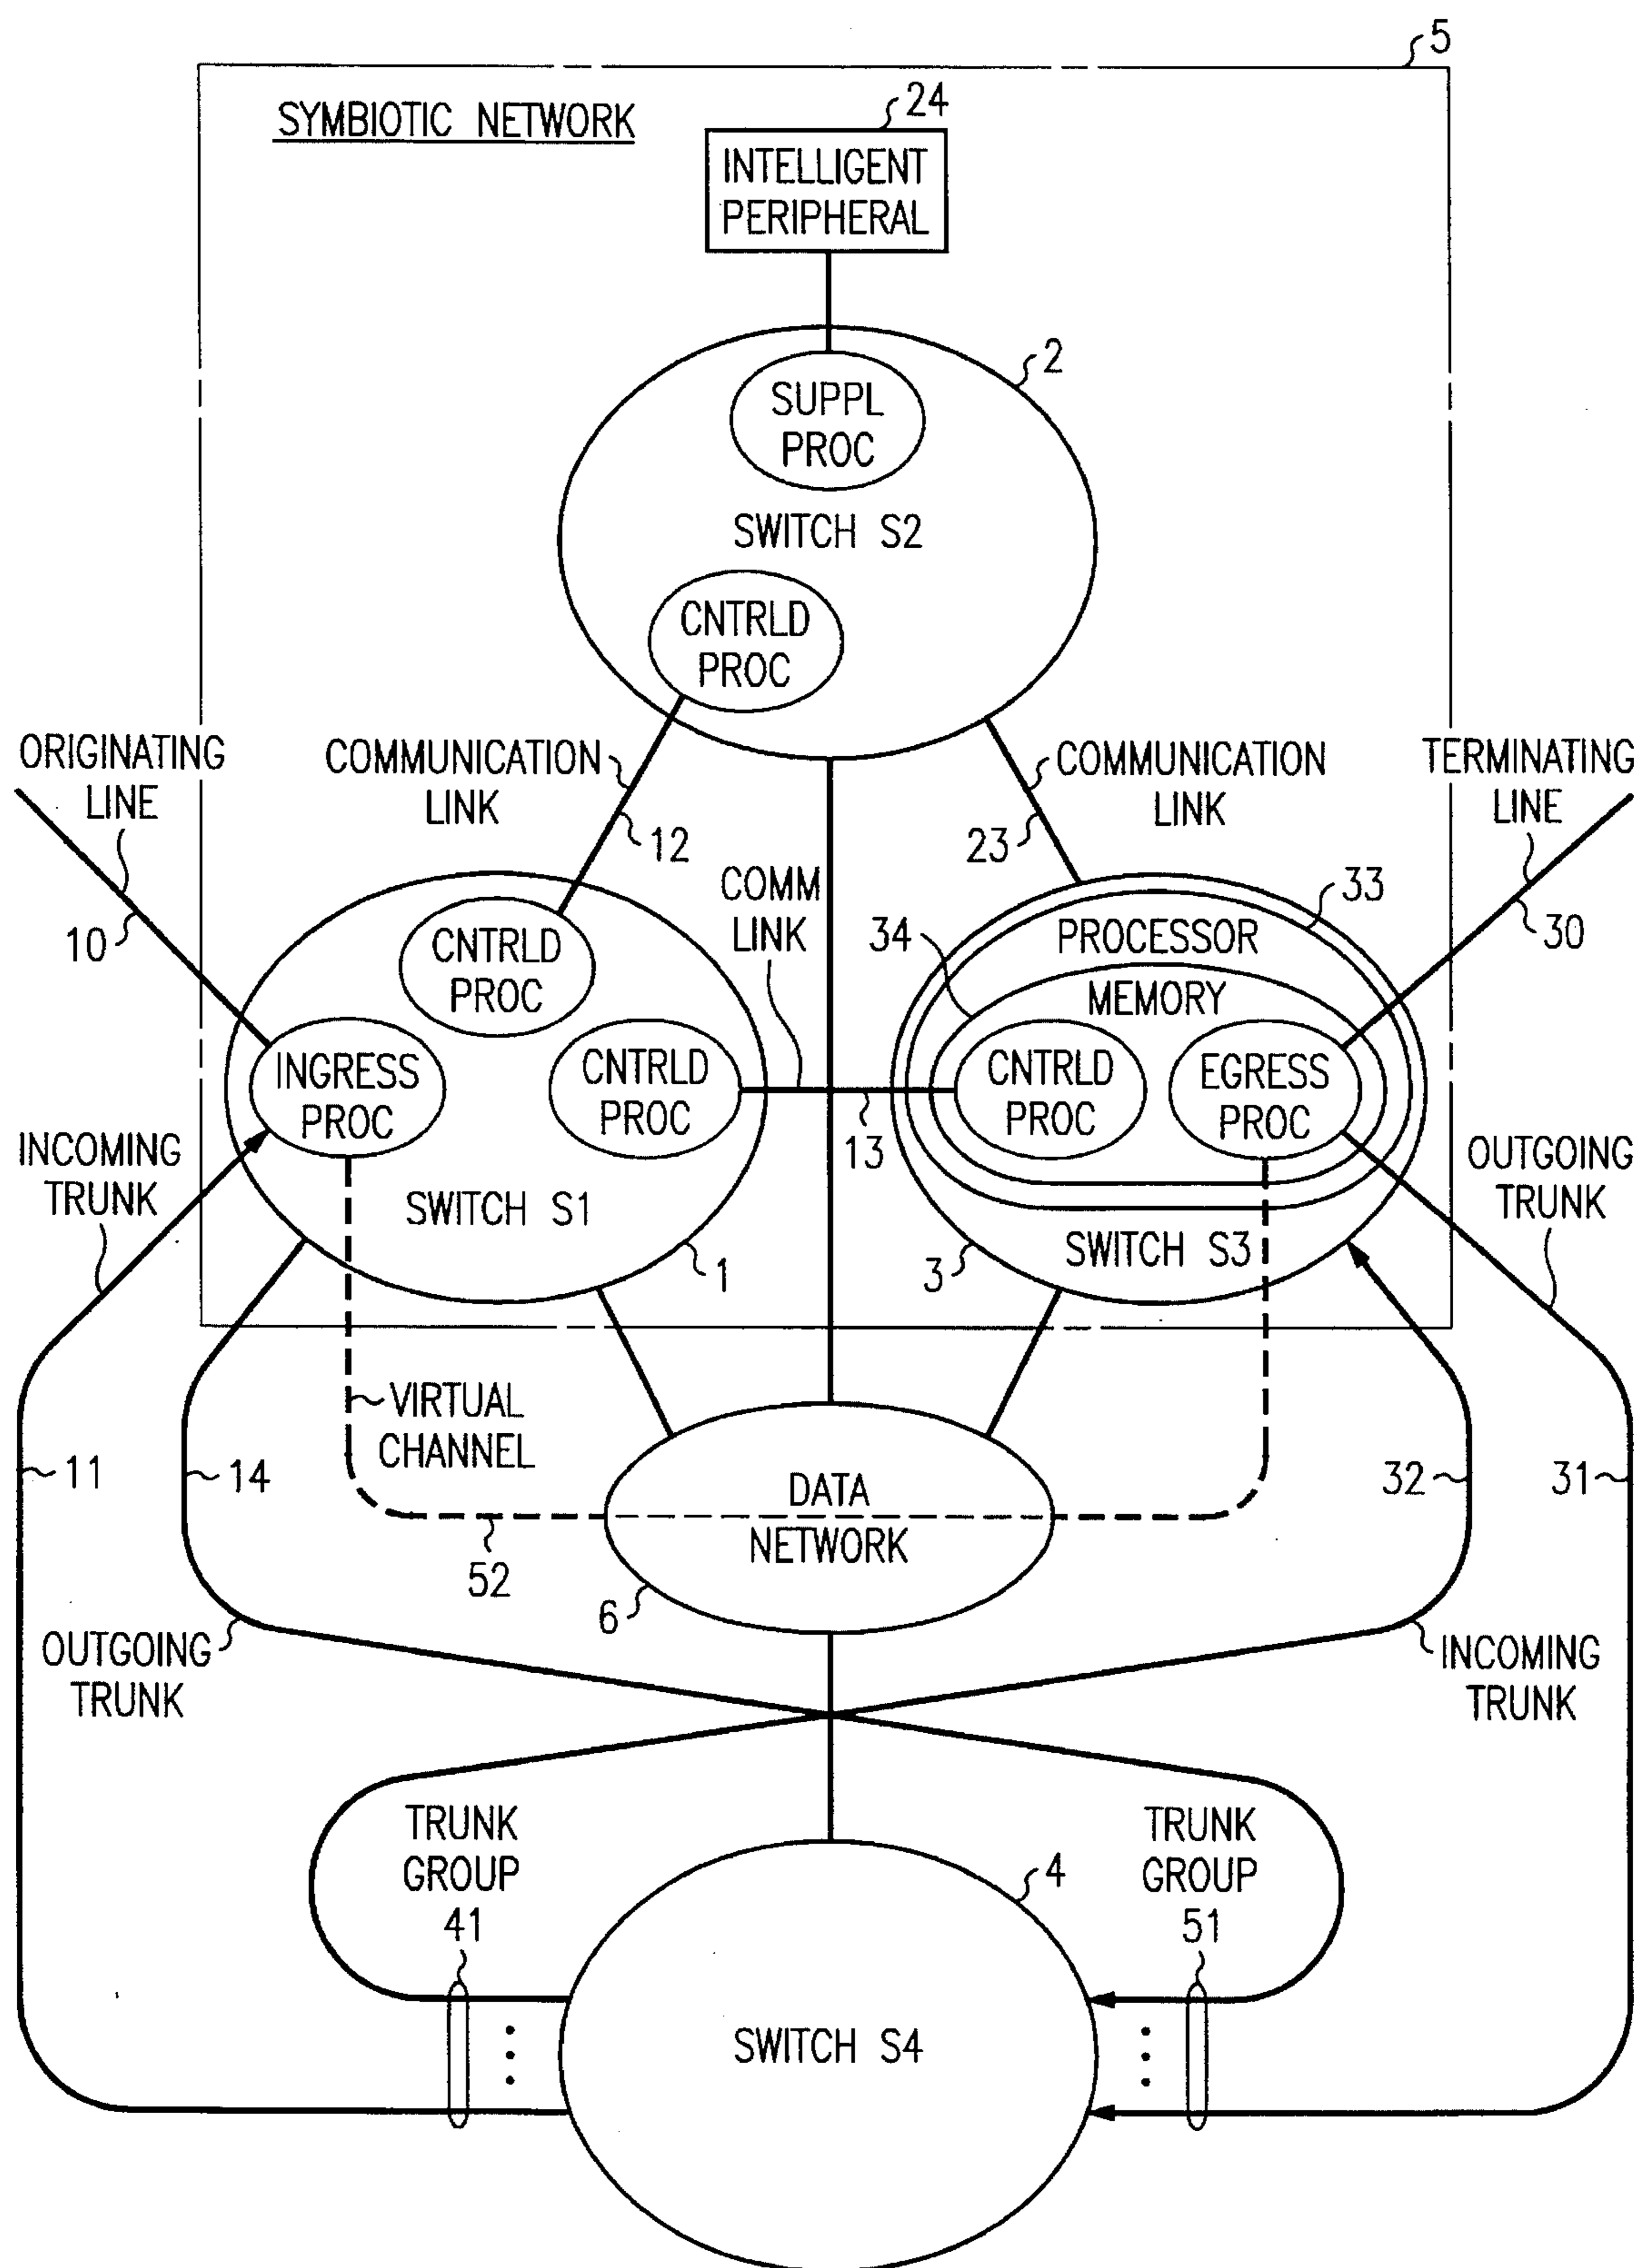 5
SYMBIOTIC NETWORK
24
INTELLIGENT
PERIPHERAL
2
SUPPL
PROC
SWITCH S2
CNTRLD
PROC
ORIGINATING
LINE
COMMUNICATION
LINK
COMMUNICATION
LINK
TERMINATING
LINE
12
23
10
COMM
LINK
33
34
30
CNTRLD
PROC
PROCESSOR
MEMORY
INGRESS
PROC
CNTRLD
PROC
CNTRLD
PROC
EGRESS
PROC
13
INCOMING
TRUNK
OUTGOING
TRUNK
SWITCH S1
SWITCH S3
1
3
VIRTUAL
CHANNEL
11
14
32
31
DATA
NETWORK
52
6
OUTGOING
TRUNK
INCOMING
TRUNK
TRUNK
GROUP
41
TRUNK
GROUP
51
4
SWITCH S4